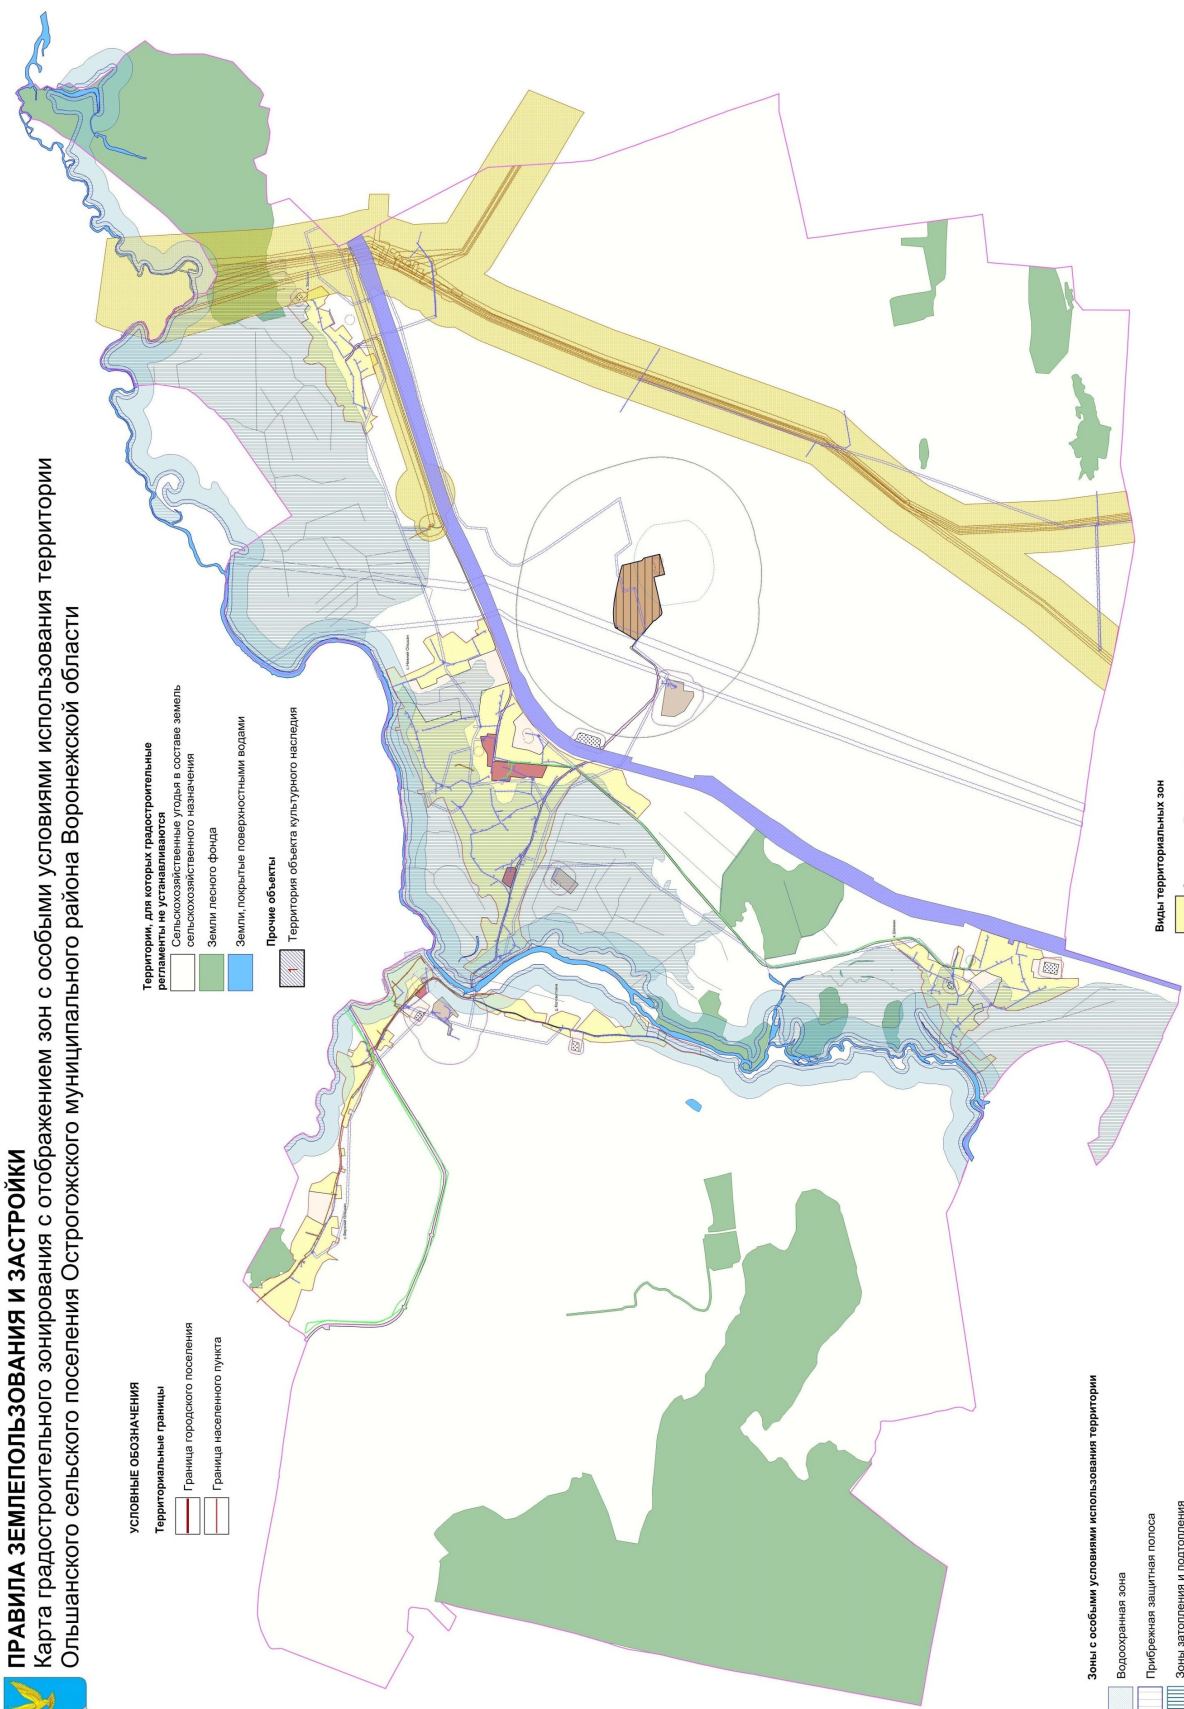 ПРАВИЛА ЗЕМЛЕПОЛЬЗОВАНИЯ И ЗАСТРОЙКИ
Карта градостроительного зонирования с отображением зон с особыми условиями использования территории
Ольшанского сельского поселения Острогожского муниципального района Воронежской области
УСЛОВНЫЕ ОБОЗНАЧЕНИЯ
Территориальные границы
Граница городского поселения
Граница населенного пункта
Территории, для которых градостроительные
регламенты не устанавливаются
Сельскохозяйственные угодья в составе земель
сельскохозяйственного назначения
Земли лесного фонда
Земли, покрытые поверхностными водами
Прочие объекты
1
Территория объекта культурного наследия
Зоны с особыми условиями использования территории
Водоохранная зона
Прибрежная защитная полоса
Зоны затопления и подтопления
Виды территориальных зон